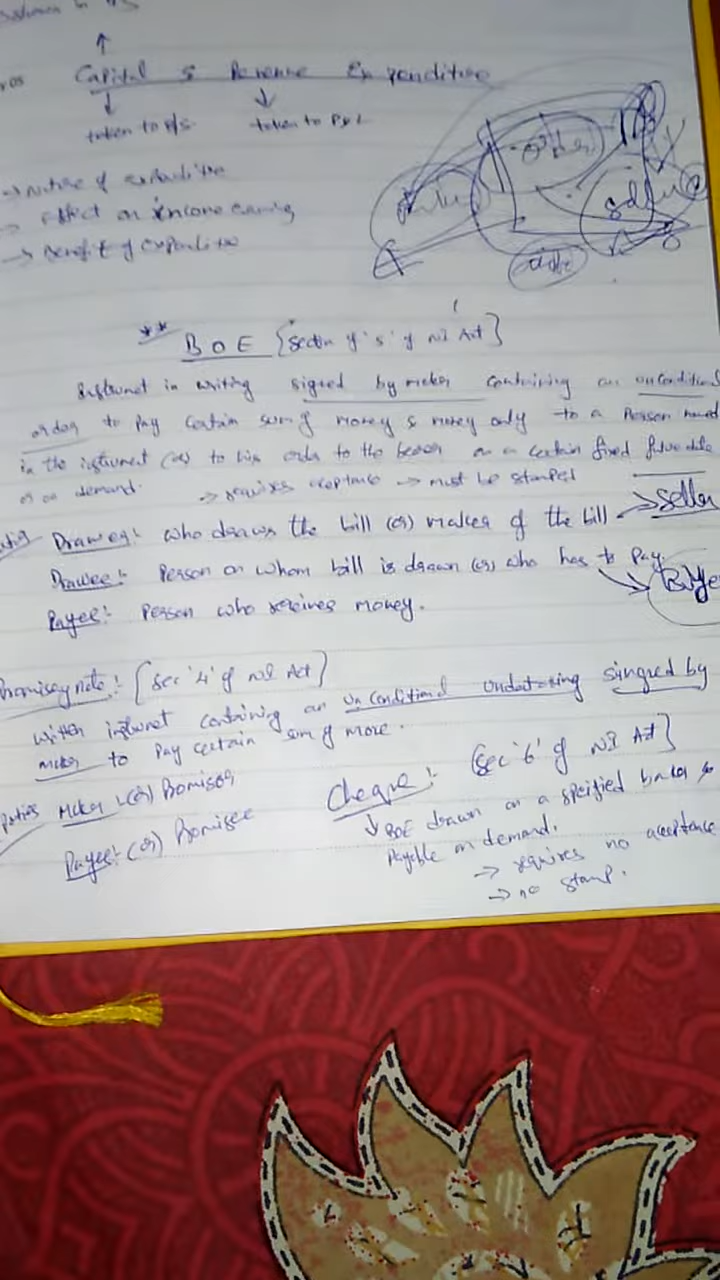 Capital & Revenue Expenditure
taken to B/S. taken to P&L
→ nature of expenditure
→ effect on income earning
→ Benefit of expenditure
order
seller
** BOE {section of '5' of NI Act}
Instrument in writing signed by maker containing an unconditional
order to pay certain sum of money & money only to a Person named
in the instrument (or) to his order to the bearer on a certain fixed future date
or on demand. → requires acceptance → must be stamped
Drawer:- who draws the bill (or) maker of the bill. → seller
Drawee:- Person on whom bill is drawn (or) who has to pay.
→ Buyer
Payee:- Person who receives money.
Promisory note:- [sec '4' of NI Act]
written instrument containing an unconditional undertaking singned by
maker to pay certain sum of money.
parties Maker (or) Promisor
Payee:- (or) Promisee
Cheque:- [sec '6' of NI Act]
↓ BOE drawn on a specified banker &
Payable on demand.
→ requires no acceptance
→ no stamp.